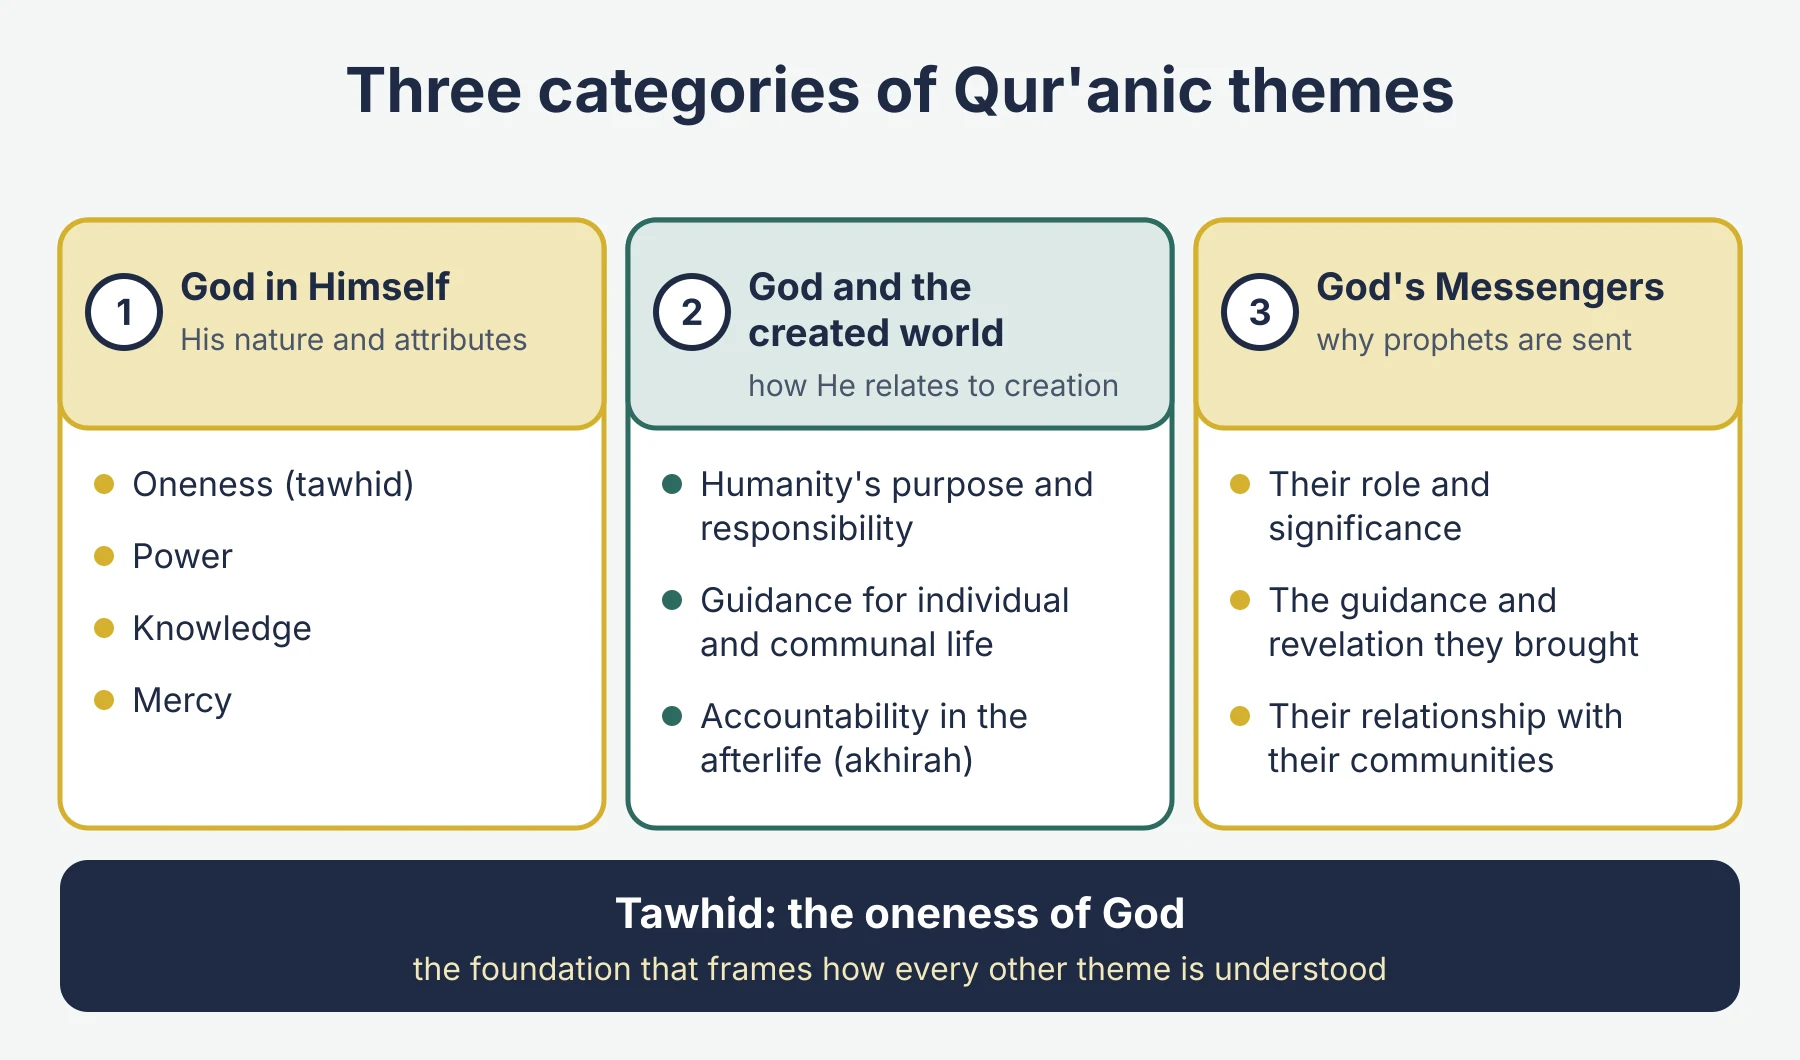 Three categories of Qur'anic themes
1
God in Himself
His nature and attributes
Oneness (tawhid)
Power
Knowledge
Mercy
2
God and the
created world
how He relates to creation
Humanity's purpose and
responsibility
Guidance for individual
and communal life
Accountability in the
afterlife (akhirah)
3
God's Messengers
why prophets are sent
Their role and
significance
The guidance and
revelation they brought
Their relationship with
their communities
Tawhid: the oneness of God
the foundation that frames how every other theme is understood